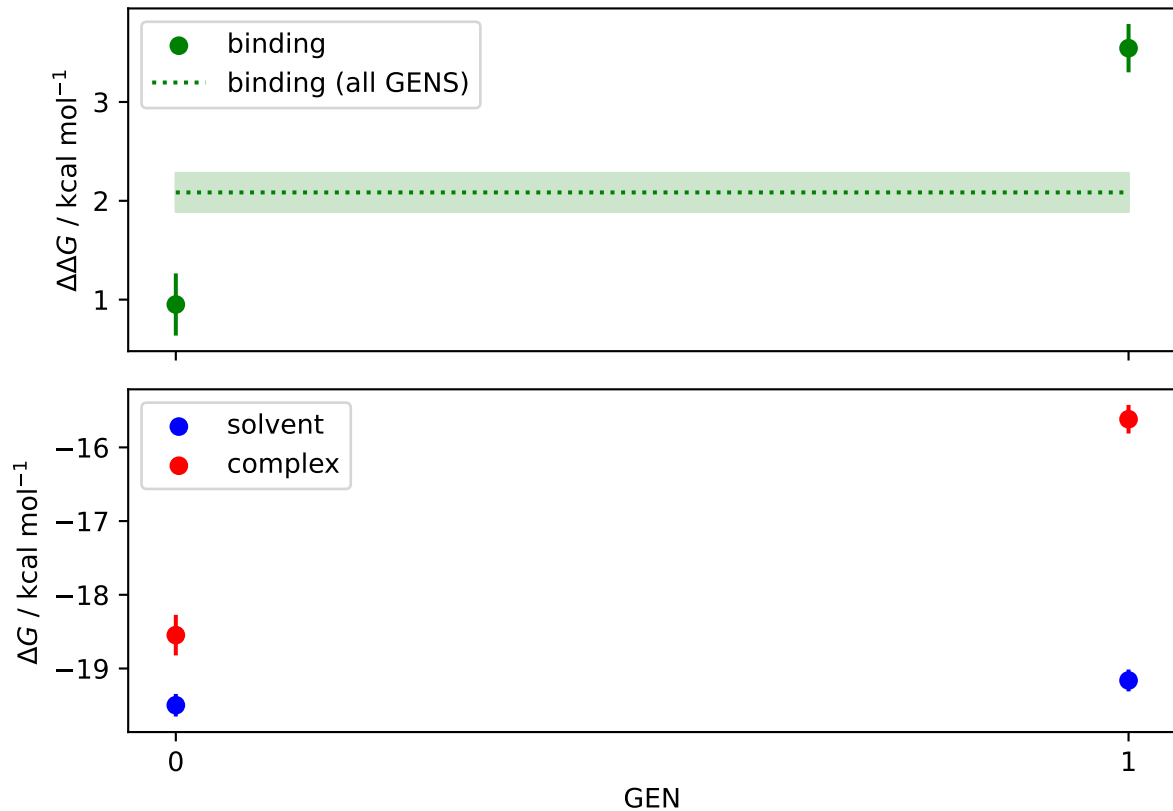 binding
binding (all GENS)
3
2
1
ΔΔG / kcal mol⁻¹
solvent
complex
−16
−17
−18
−19
ΔG / kcal mol⁻¹
0
1
GEN